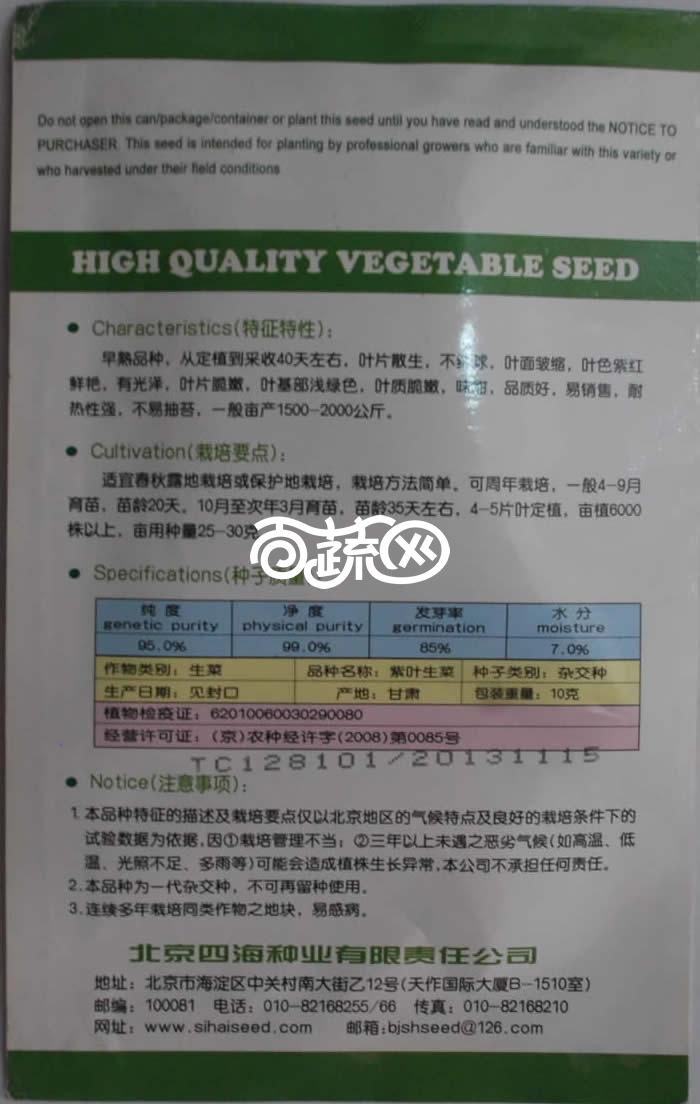 Do not open this can/package/container or plant this seed until you have read and understood the NOTICE TO
PURCHASER. This seed is intended for planting by professional growers who are familiar with this variety or
who harvested under their field conditions
HIGH QUALITY VEGETABLE SEED
● Characteristics(特征特性):
早熟品种，从定植到采收40天左右，叶片散生，不结球，叶面皱缩，叶色紫红
鲜艳，有光泽，叶片脆嫩，叶基部浅绿色，叶质脆嫩，味甜，品质好，易销售，耐
热性强，不易抽苔，一般亩产1500-2000公斤。
● Cultivation(栽培要点):
适宜春秋露地栽培或保护地栽培，栽培方法简单。可周年栽培，一般4-9月
育苗，苗龄20天。10月至次年3月育苗，苗龄35天左右，4-5片叶定植，亩植6000
株以上，亩用种量25-30克
百蔬网
● Specifications(种子质量
纯度 净度 发芽率 水分
genetic purity physical purity germination moisture
95.0% 99.0% 85% 7.0%
作物类别：生菜 品种名称：紫叶生菜 种子类别：杂交种
生产日期：见封口 产地：甘肃 包装重量：10克
植物检疫证：62010060030290080
经营许可证：(京)农种经许字(2008)第0085号
TC128101/20131115
● Notice(注意事项):
1.本品种特征的描述及栽培要点仅以北京地区的气候特点及良好的栽培条件下的
试验数据为依据,因①栽培管理不当；②三年以上未遇之恶劣气候(如高温、低
温、光照不足、多雨等)可能会造成植株生长异常,本公司不承担任何责任。
2.本品种为一代杂交种，不可再留种使用。
3.连续多年栽培同类作物之地块，易感病。
北京四海种业有限责任公司
地址：北京市海淀区中关村南大街乙12号(天作国际大厦B-1510室)
邮编：100081 电话：010-82168255/66 传真：010-82168210
网址：www.sihaiseed.com 邮箱:bjshseed@126.com